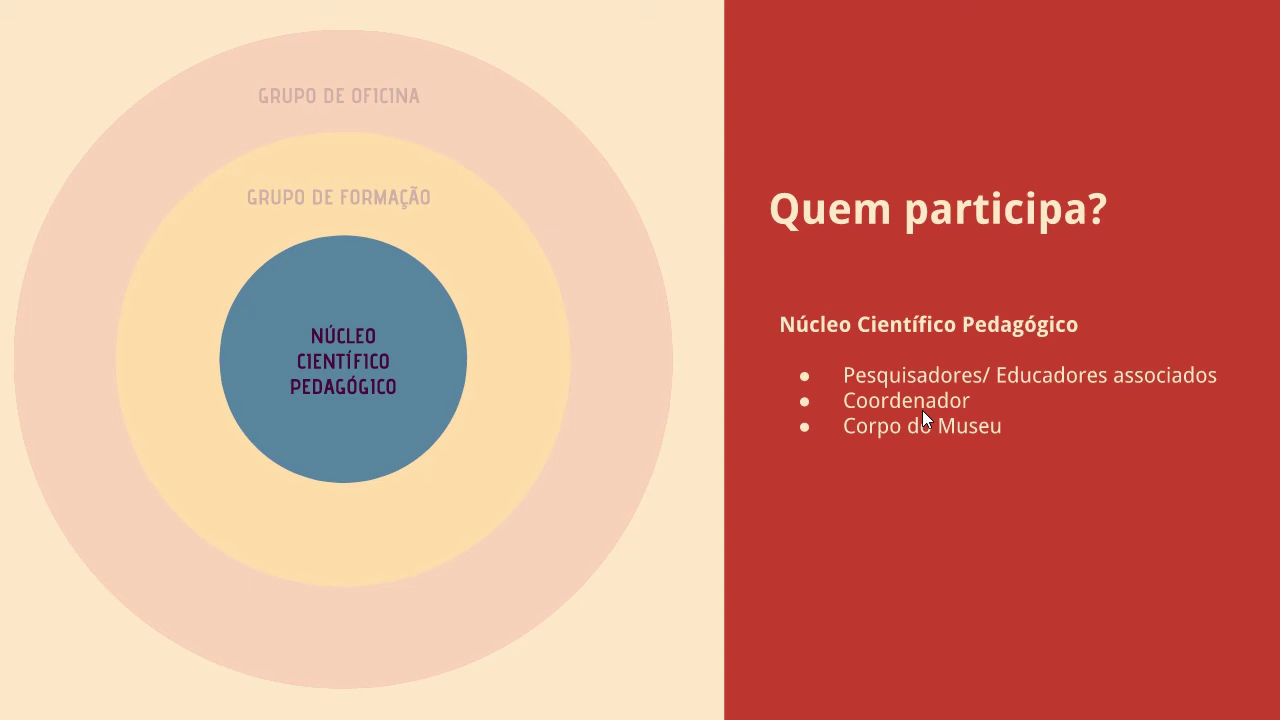 GRUPO DE OFICINA
GRUPO DE FORMAÇÃO
NÚCLEO
CIENTÍFICO
PEDAGÓGICO
Quem participa?
Núcleo Científico Pedagógico
● Pesquisadores/ Educadores associados
● Coordenador
● Corpo do Museu